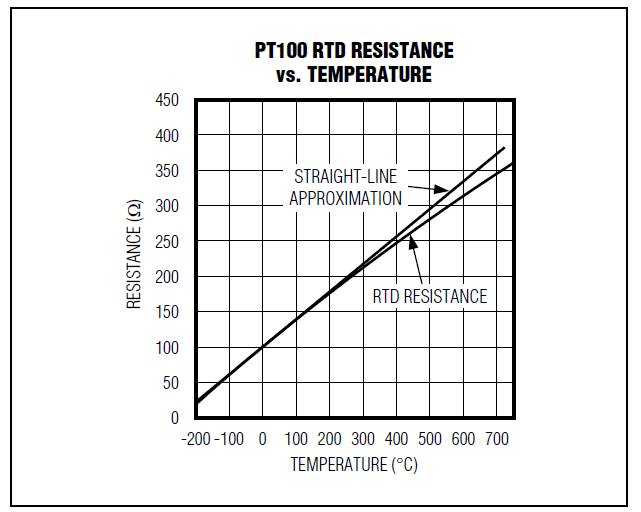 PT100 RTD RESISTANCE
vs. TEMPERATURE
450
400
350
300
250
200
150
100
50
0
RESISTANCE (Ω)
STRAIGHT-LINE
APPROXIMATION
RTD RESISTANCE
-200 -100 0 100 200 300 400 500 600 700
TEMPERATURE (°C)